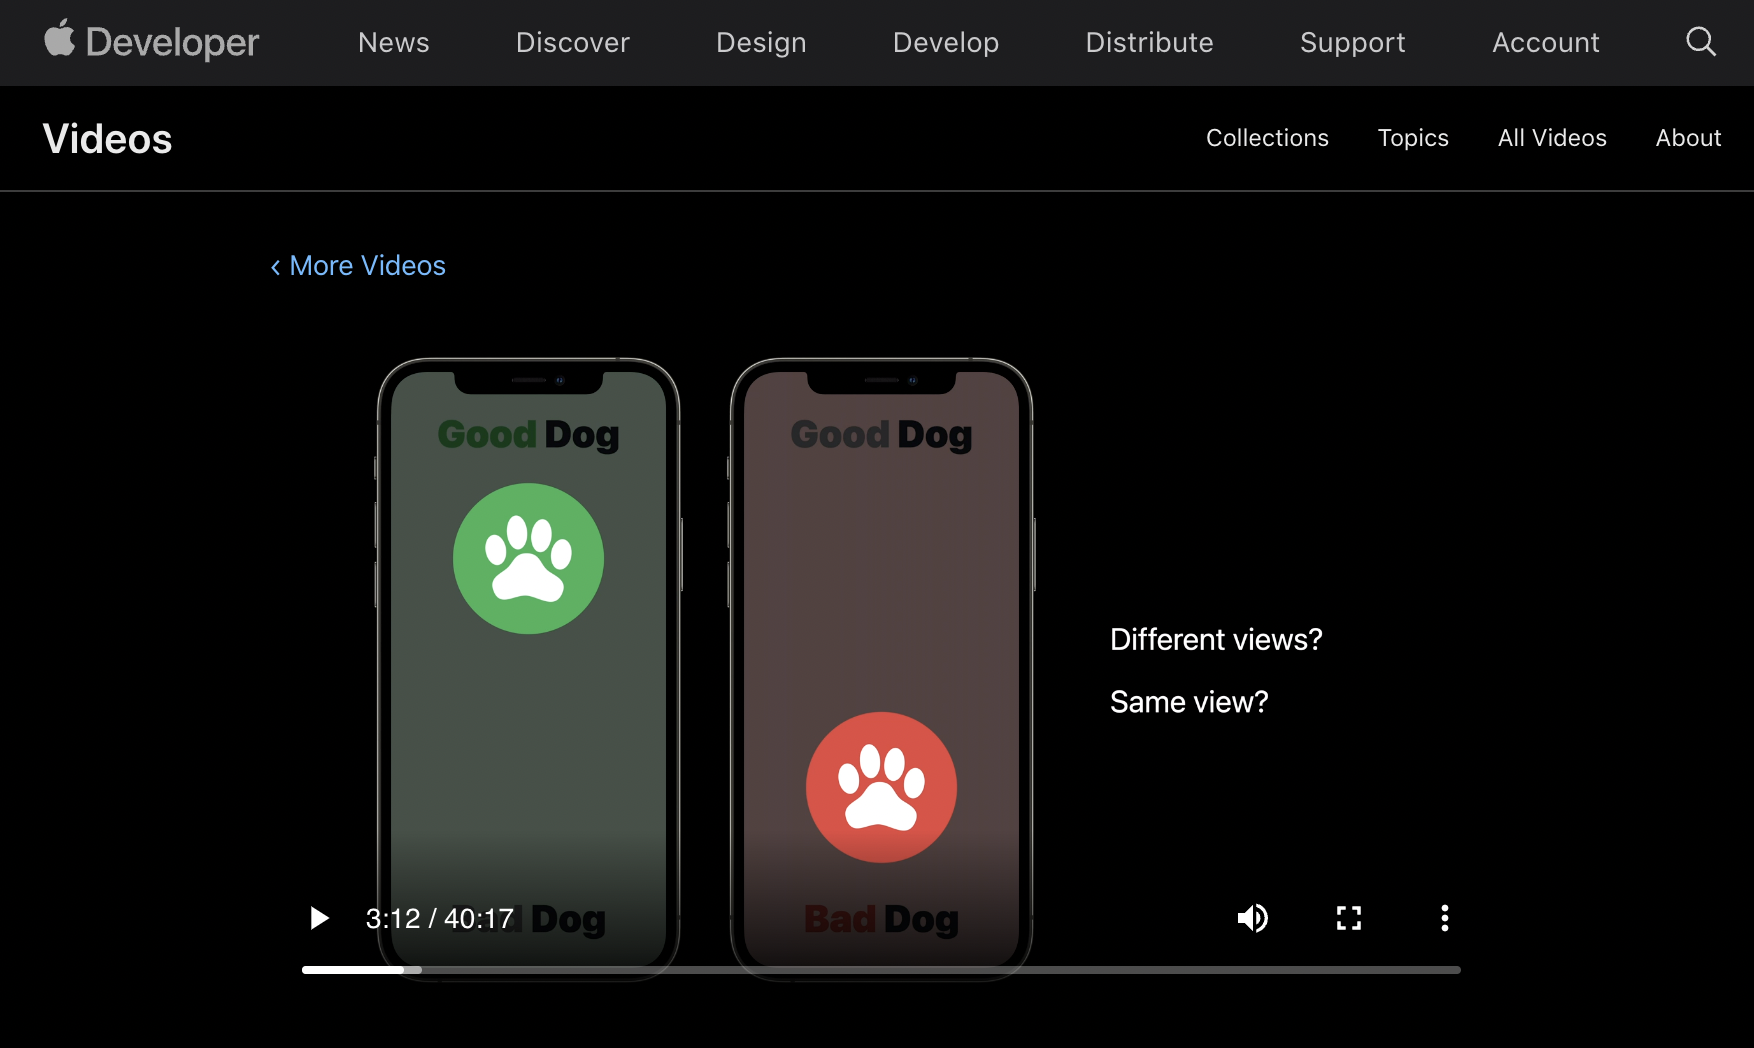 Developer
News
Discover
Design
Develop
Distribute
Support
Account
Videos
Collections
Topics
All Videos
About
‹ More Videos
Good Dog
Good Dog
Different views?
Same view?
3:12 / 40:17
Bad Dog
Bad Dog